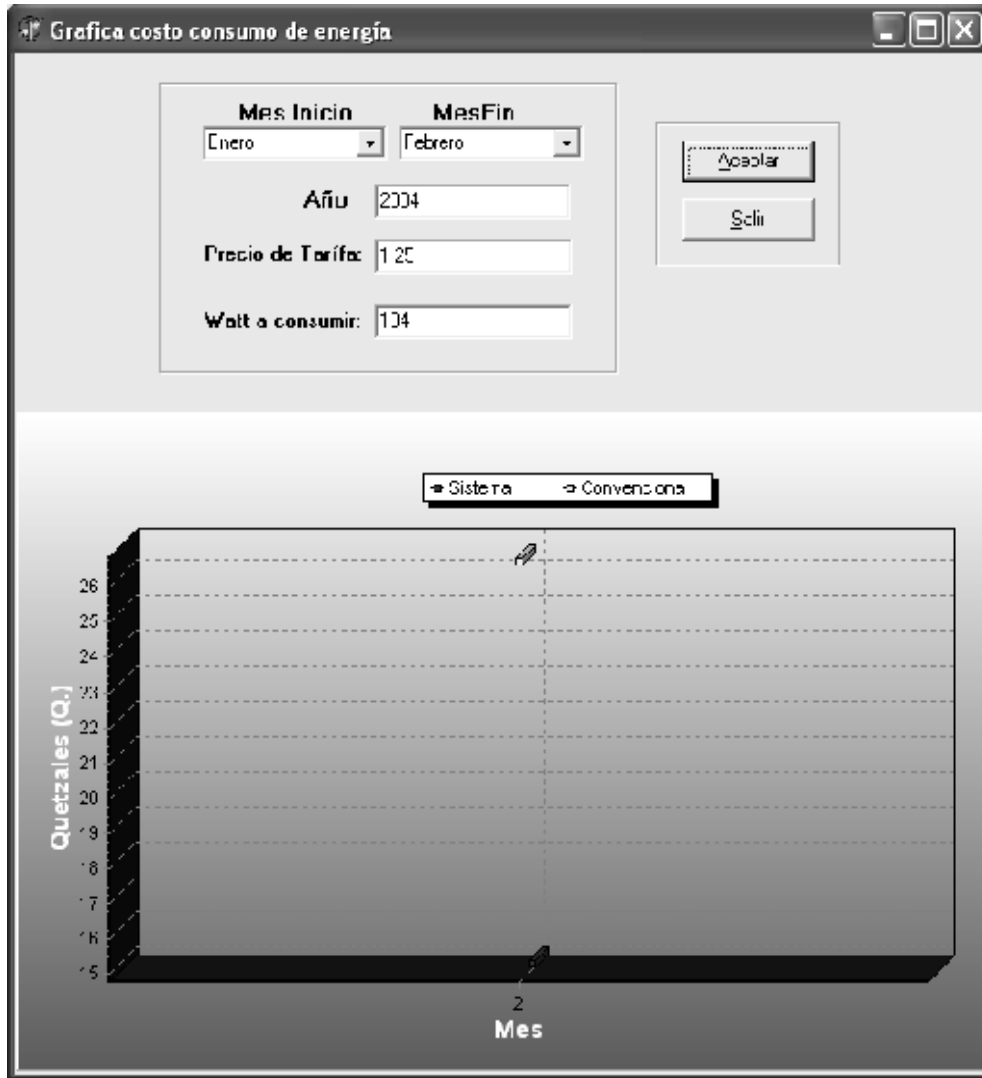 Grafica costo consumo de energía
Mes Inicio MesFin
Enero Febrero
Año 2004
Precio de Tarifa: 1.25
Watt a consumir: 104
Aceptar
Salir
Sistema Convencional
26
25
24
23
22
21
20
19
18
17
16
15
Quetzales (Q.)
2
Mes